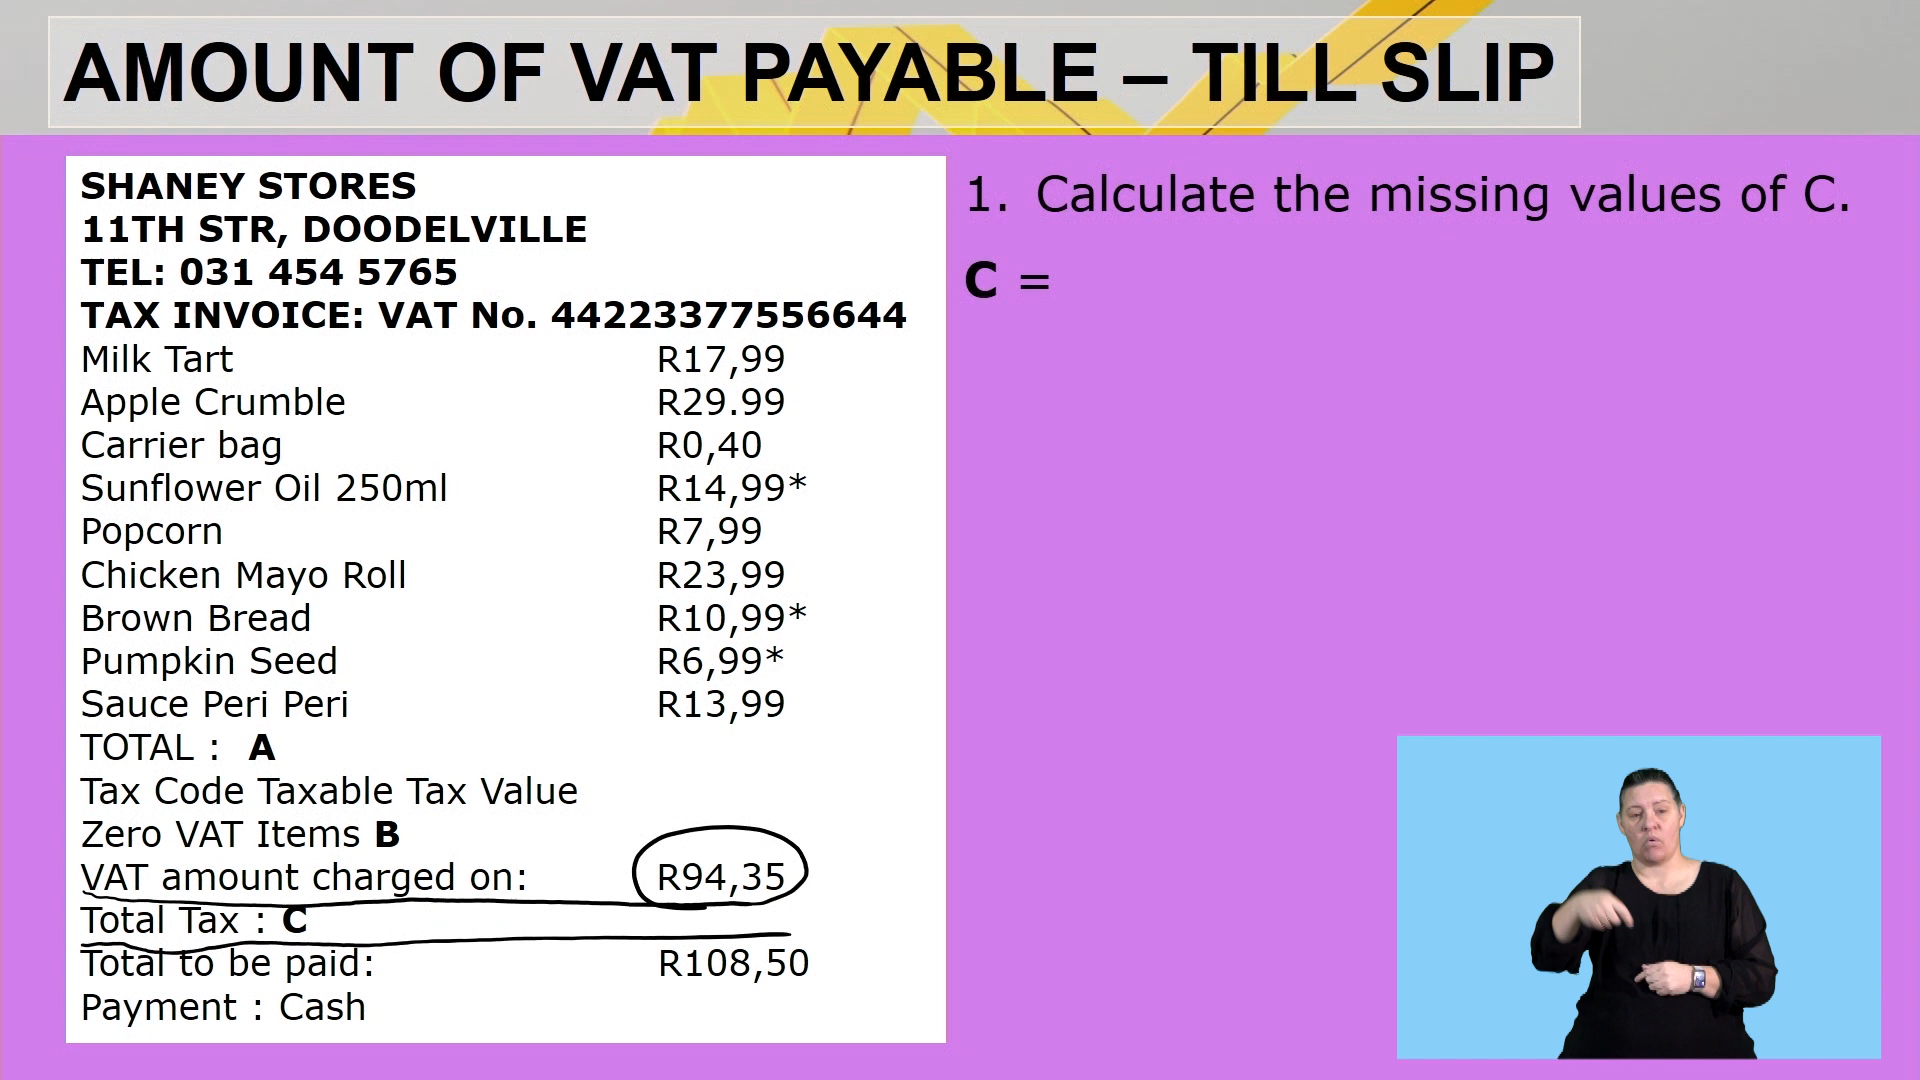 AMOUNT OF VAT PAYABLE – TILL SLIP
SHANEY STORES
11TH STR, DOODELVILLE
TEL: 031 454 5765
TAX INVOICE: VAT No. 44223377556644
Milk Tart R17,99
Apple Crumble R29.99
Carrier bag R0,40
Sunflower Oil 250ml R14,99*
Popcorn R7,99
Chicken Mayo Roll R23,99
Brown Bread R10,99*
Pumpkin Seed R6,99*
Sauce Peri Peri R13,99
TOTAL : A
Tax Code Taxable Tax Value
Zero VAT Items B
VAT amount charged on: R94,35
Total Tax : C
Total to be paid: R108,50
Payment : Cash
1. Calculate the missing values of C.
C =